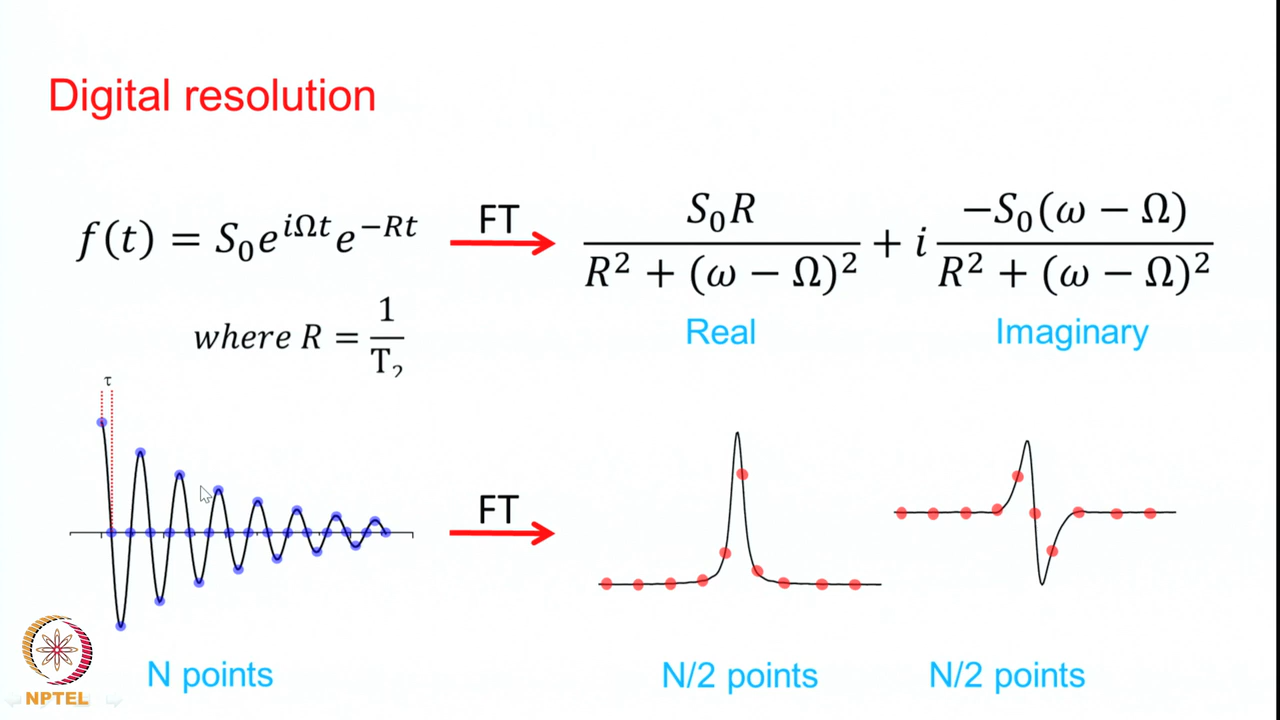 Digital resolution
f(t) = S₀e^{iΩt}e^{−Rt}
FT
S₀R / R² + (ω − Ω)² + i −S₀(ω − Ω) / R² + (ω − Ω)²
where R = 1 / T₂
Real
Imaginary
τ
FT
N points
N/2 points
N/2 points
NPTEL